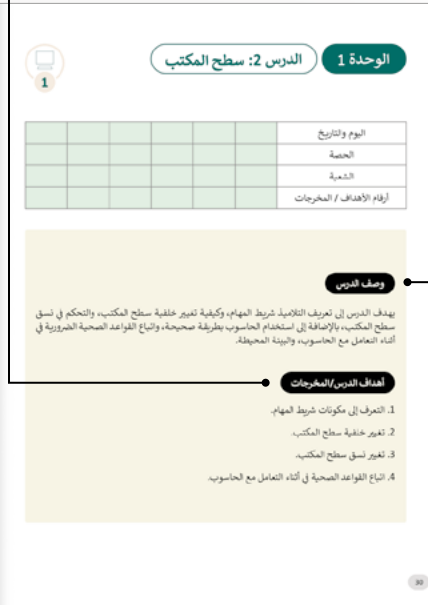 الوحدة 1
الدرس 2: سطح المكتب
1
اليوم والتاريخ
الحصة
الشعبة
أرقام الأهداف / المخرجات
وصف الدرس
يهدف الدرس إلى تعريف التلاميذ شريط المهام، وكيفية تغيير خلفية سطح المكتب، والتحكم في نسق
سطح المكتب، بالإضافة إلى استخدام الحاسوب بطريقة صحيحة، واتباع القواعد الصحية الضرورية في
أثناء التعامل مع الحاسوب، والبيئة المحيطة.
أهداف الدرس/المخرجات
1. التعرف إلى مكونات شريط المهام.
2. تغيير خلفية سطح المكتب.
3. تغيير نسق سطح المكتب.
4. اتباع القواعد الصحية في أثناء التعامل مع الحاسوب.
30